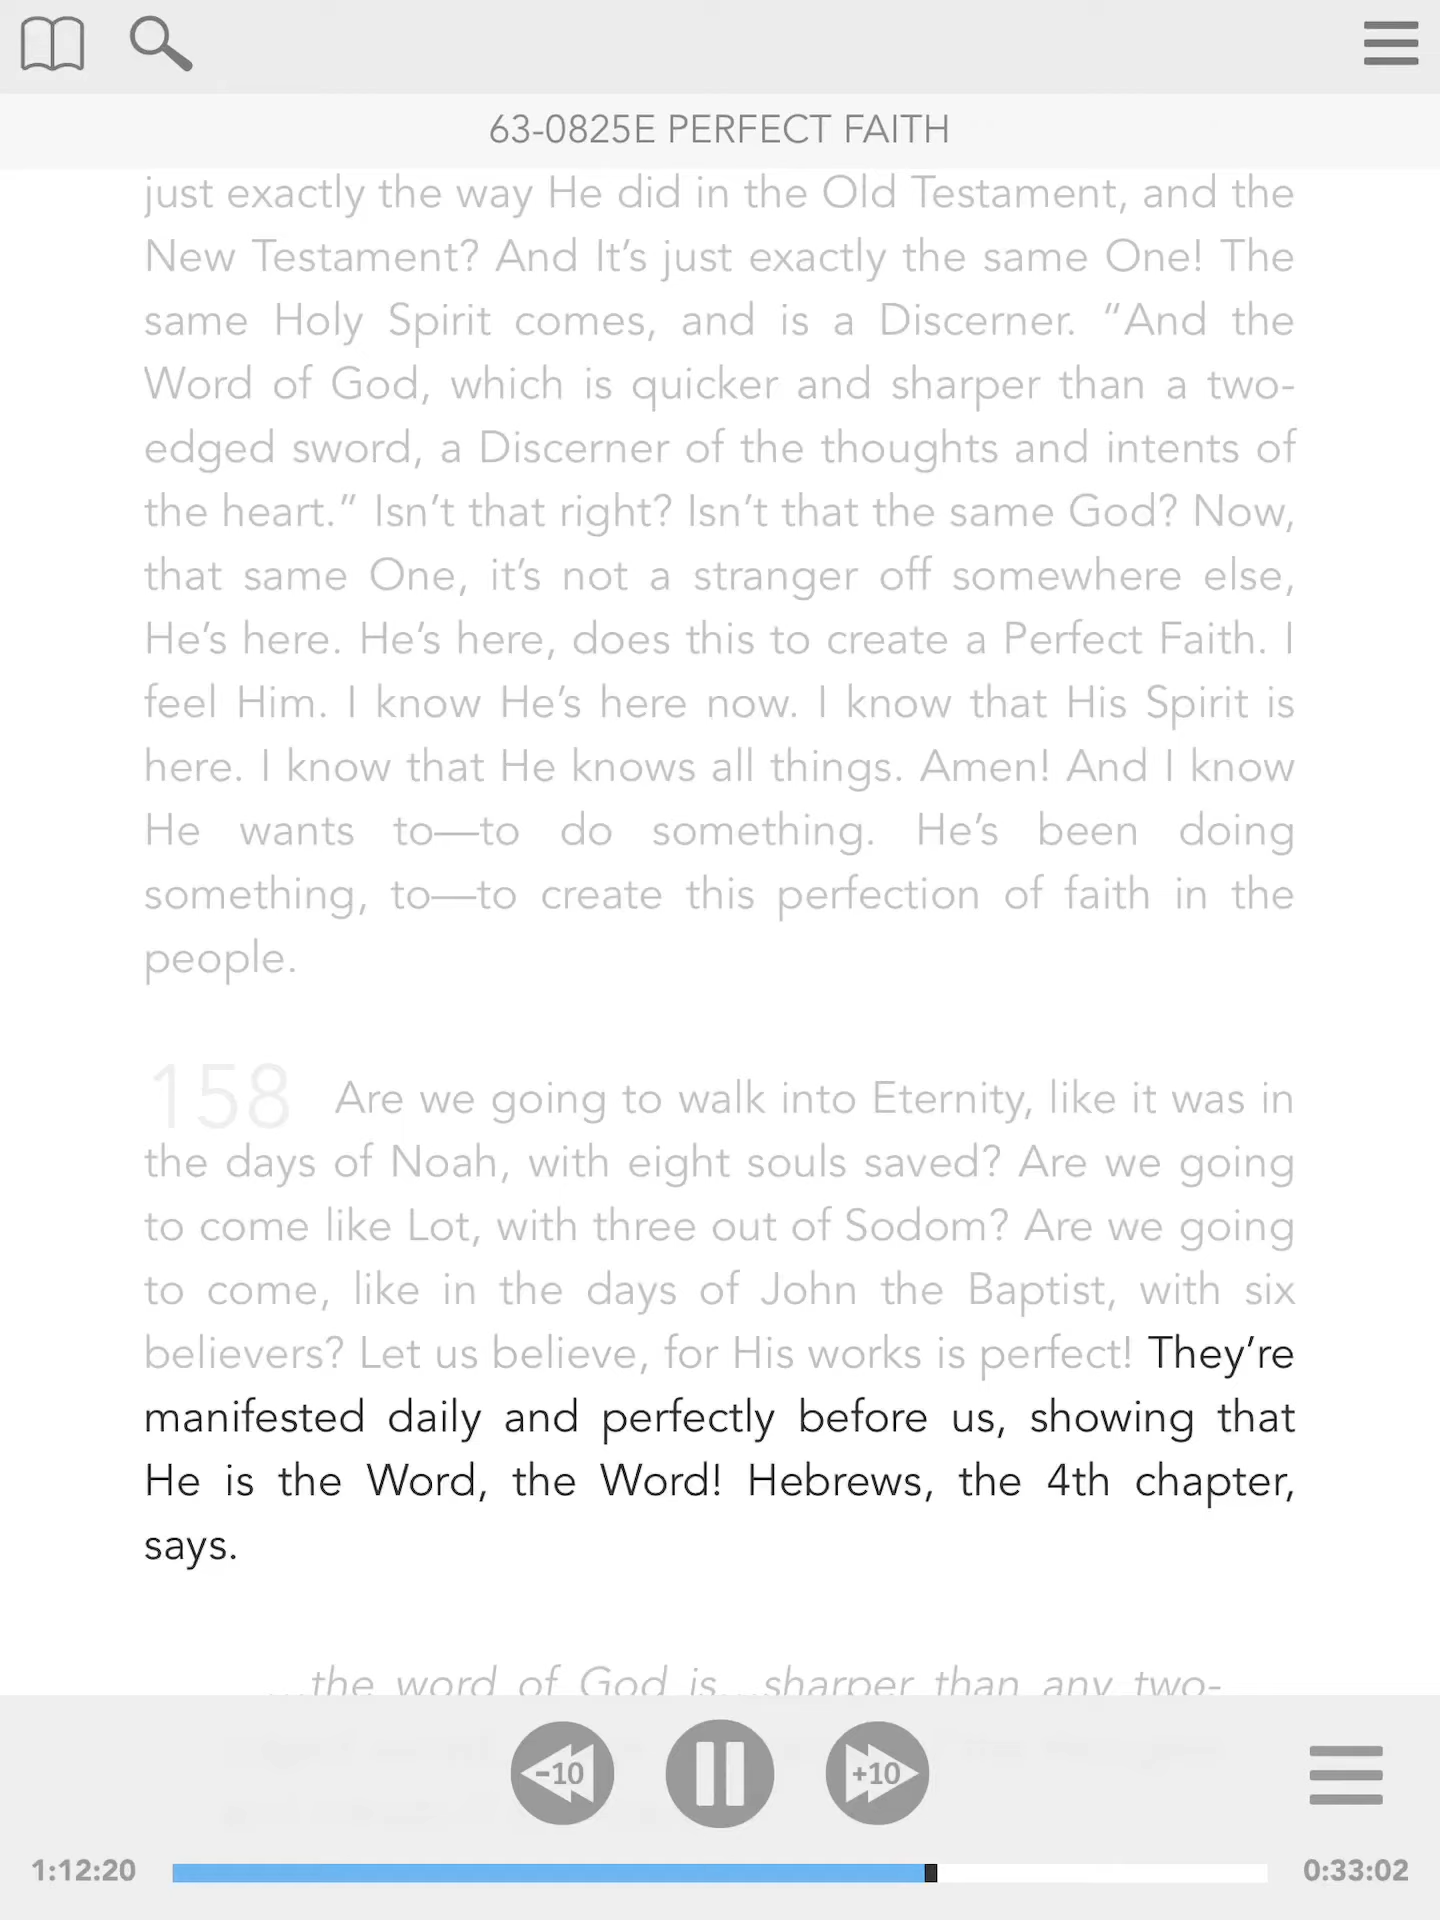 63-0825E PERFECT FAITH
just exactly the way He did in the Old Testament, and the
New Testament? And It’s just exactly the same One! The
same Holy Spirit comes, and is a Discerner. “And the
Word of God, which is quicker and sharper than a two-
edged sword, a Discerner of the thoughts and intents of
the heart.” Isn’t that right? Isn’t that the same God? Now,
that same One, it’s not a stranger off somewhere else,
He’s here. He’s here, does this to create a Perfect Faith. I
feel Him. I know He’s here now. I know that His Spirit is
here. I know that He knows all things. Amen! And I know
He wants to—to do something. He’s been doing
something, to—to create this perfection of faith in the
people.
158 Are we going to walk into Eternity, like it was in
the days of Noah, with eight souls saved? Are we going
to come like Lot, with three out of Sodom? Are we going
to come, like in the days of John the Baptist, with six
believers? Let us believe, for His works is perfect! They’re
manifested daily and perfectly before us, showing that
He is the Word, the Word! Hebrews, the 4th chapter,
says.
...the word of God is...sharper than any two-
-10 +10
1:12:20 0:33:02